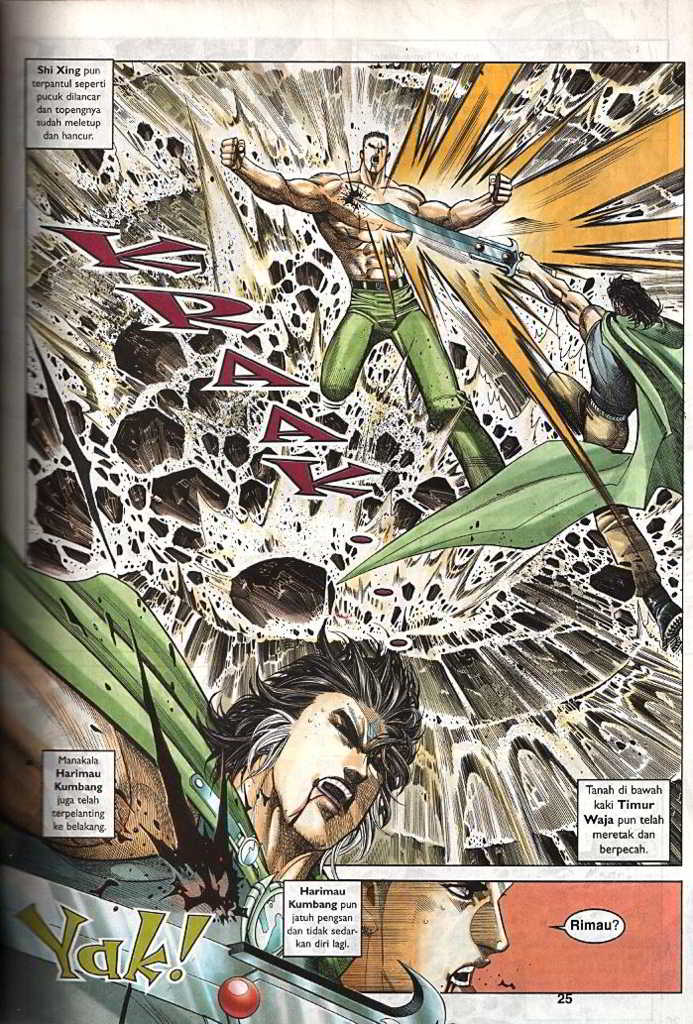 Shi Xing pun
terpantul seperti
pucuk dilancar
dan topengnya
sudah meletup
dan hancur.
KRAAK
Manakala
Harimau
Kumbang
juga telah
terpelanting
ke belakang.
Tanah di bawah
kaki Timur
Waja pun telah
meretak dan
berpecah.
Yak!
Harimau
Kumbang pun
jatuh pengsan
dan tidak sedar-
kan diri lagi.
Rimau?
25